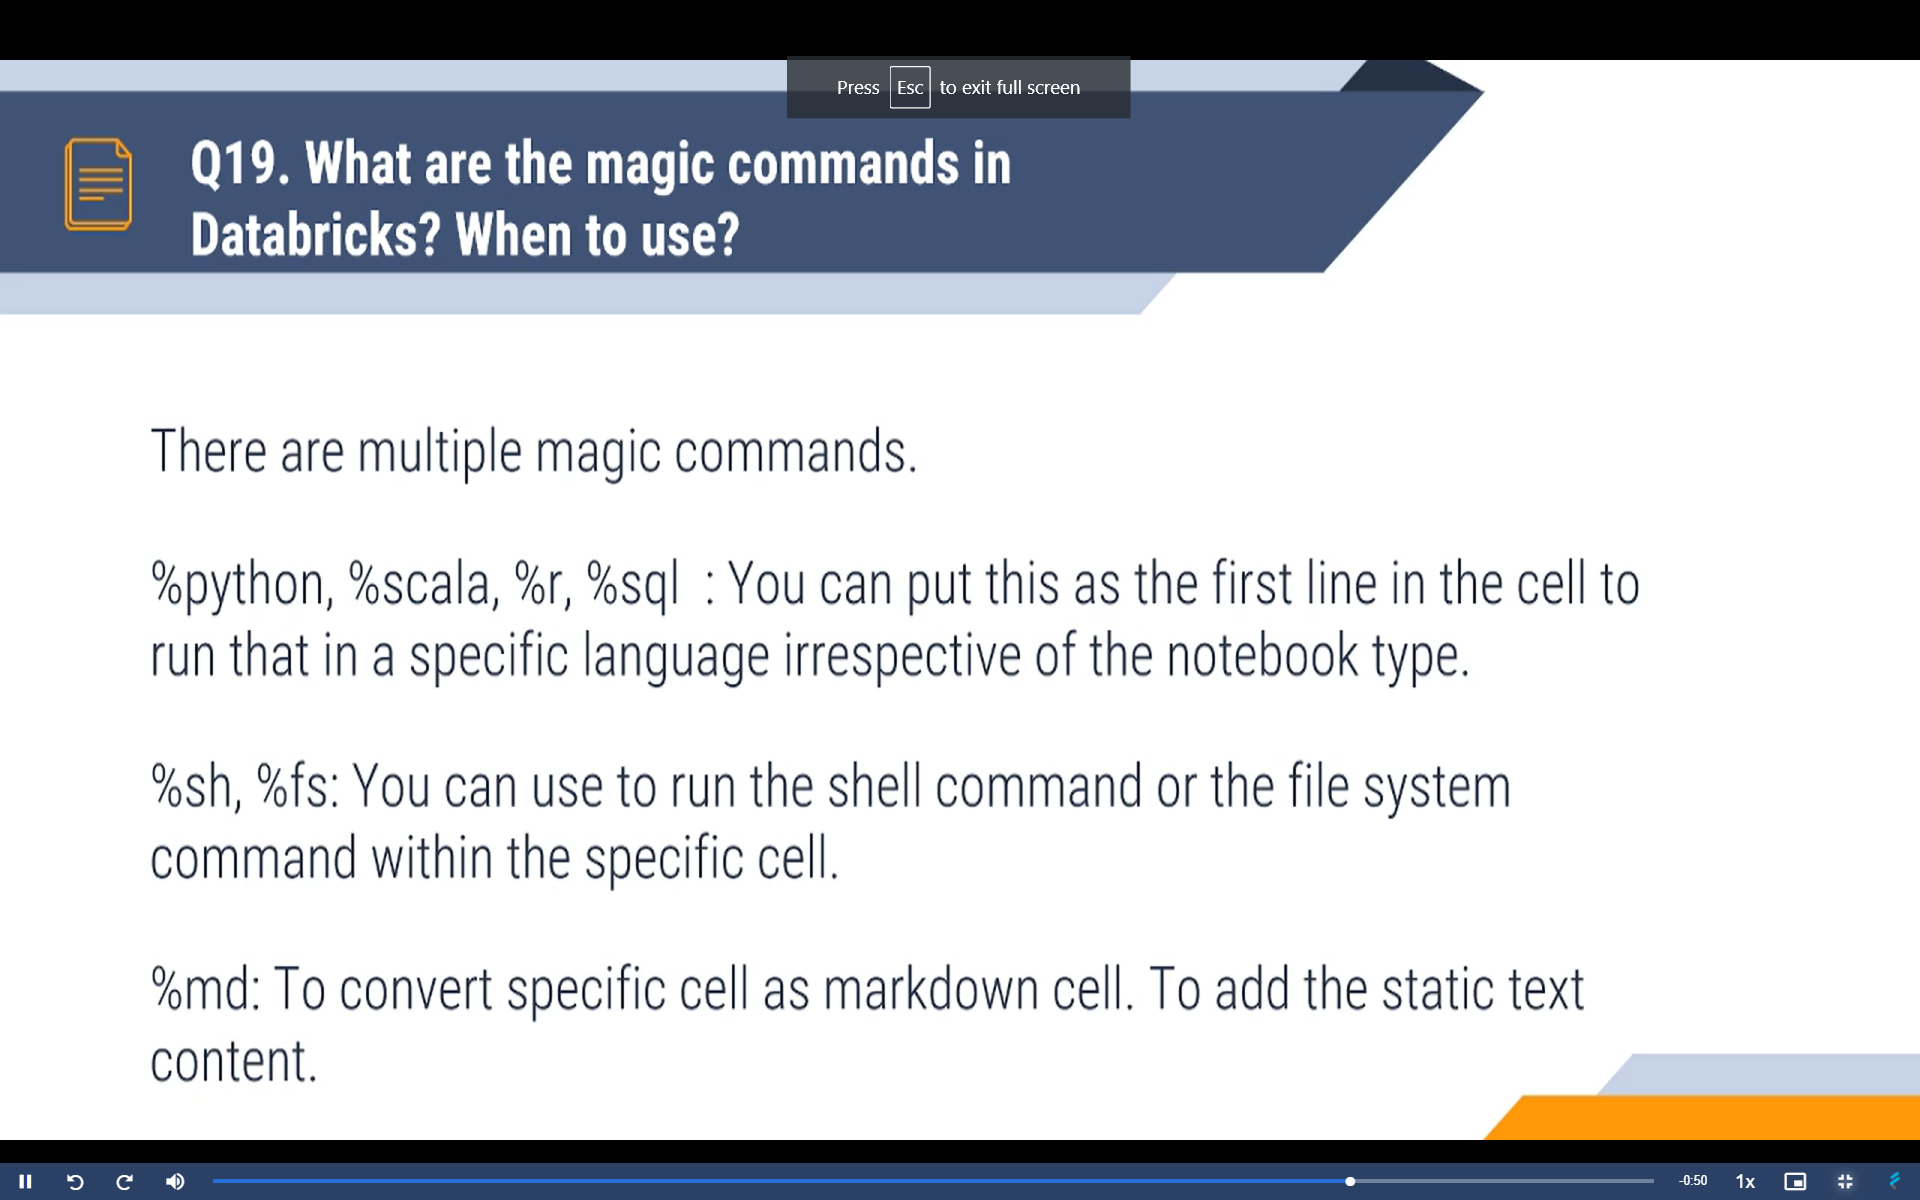 Press Esc to exit full screen
Q19. What are the magic commands in
Databricks? When to use?
There are multiple magic commands.
%python, %scala, %r, %sql : You can put this as the first line in the cell to
run that in a specific language irrespective of the notebook type.
%sh, %fs: You can use to run the shell command or the file system
command within the specific cell.
%md: To convert specific cell as markdown cell. To add the static text
content.
-0:50 1x